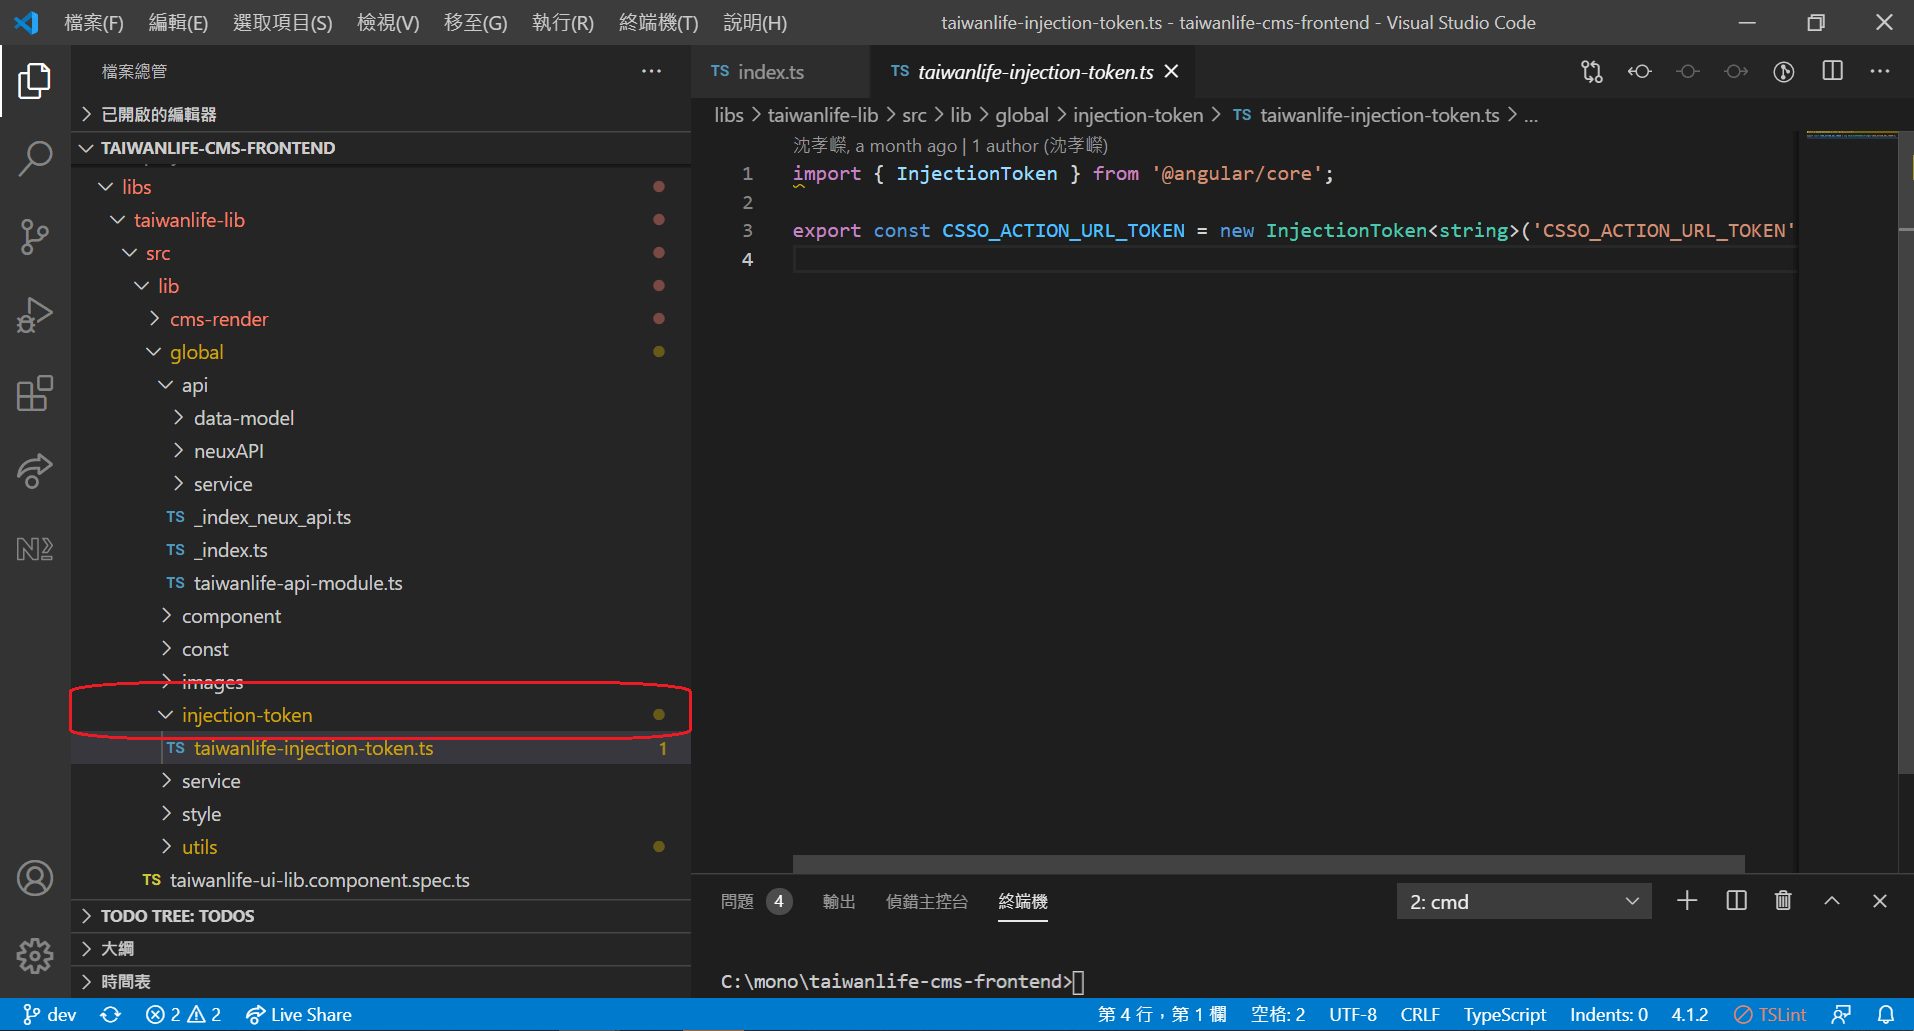 檔案(F) 編輯(E) 選取項目(S) 檢視(V) 移至(G) 執行(R) 終端機(T) 說明(H) taiwanlife-injection-token.ts - taiwanlife-cms-frontend - Visual Studio Code
檔案總管
已開啟的編輯器
TAIWANLIFE-CMS-FRONTEND
libs
taiwanlife-lib
src
lib
cms-render
global
api
data-model
neuxAPI
service
TS _index_neux_api.ts
TS _index.ts
TS taiwanlife-api-module.ts
component
const
images
injection-token
TS taiwanlife-injection-token.ts 1
service
style
utils
TS taiwanlife-ui-lib.component.spec.ts
TODO TREE: TODOS
大綱
時間表
TS index.ts TS taiwanlife-injection-token.ts
libs > taiwanlife-lib > src > lib > global > injection-token > TS taiwanlife-injection-token.ts > ...
沈孝嶸, a month ago | 1 author (沈孝嶸)
1 import { InjectionToken } from '@angular/core';
2
3 export const CSSO_ACTION_URL_TOKEN = new InjectionToken<string>('CSSO_ACTION_URL_TOKEN'
4
問題 4 輸出 偵錯主控台 終端機 2: cmd
C:\mono\taiwanlife-cms-frontend>
dev 2 2 Live Share 第 4 行，第 1 欄 空格: 2 UTF-8 CRLF TypeScript Indents: 0 4.1.2 TSLint